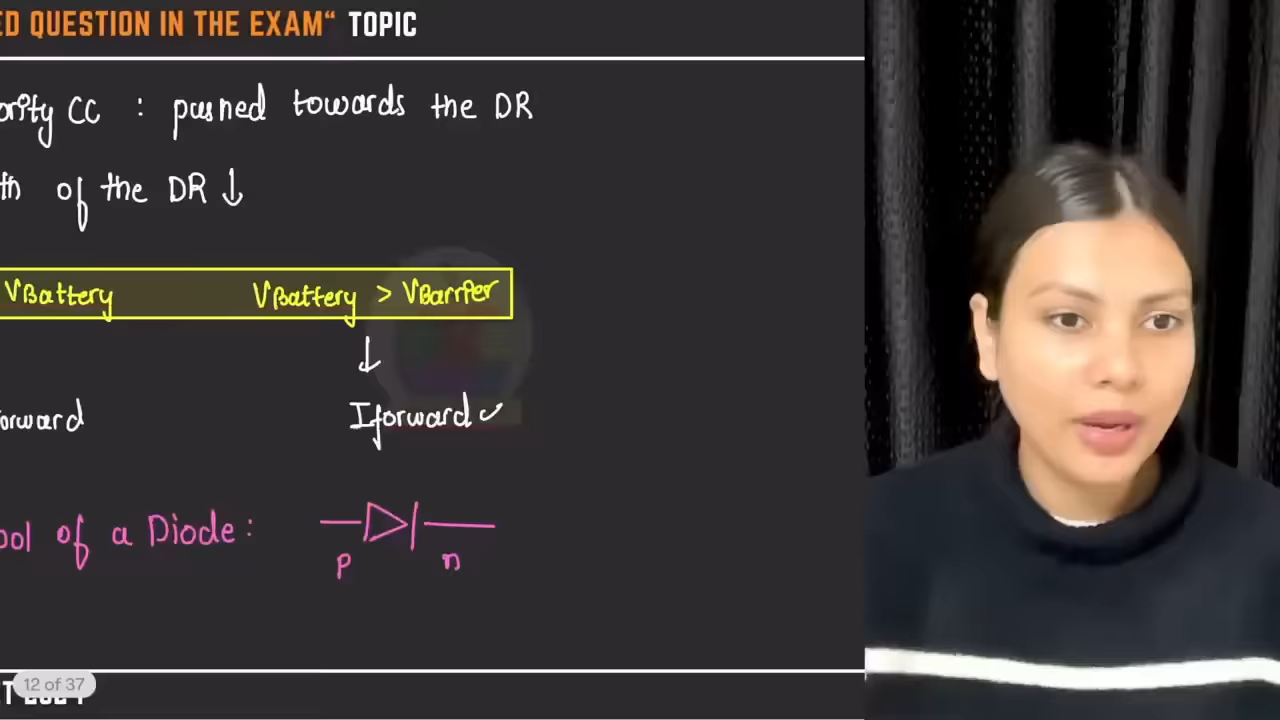 ED QUESTION IN THE EXAM“ TOPIC
ority CC : pushed towards the DR
th of the DR ↓
VBattery VBattery > VBarrier
↓
orward Iforward ✓
ool of a Diode:
p n
12 of 37